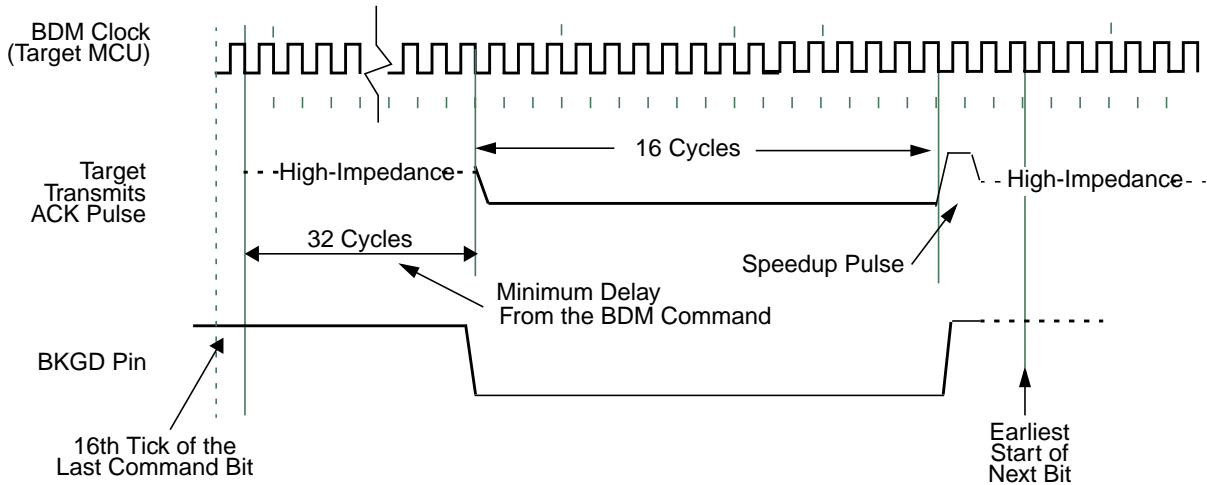 BDM Clock
(Target MCU)
16 Cycles
Target
Transmits
ACK Pulse
High-Impedance
High-Impedance
32 Cycles
Speedup Pulse
Minimum Delay
From the BDM Command
BKGD Pin
16th Tick of the
Last Command Bit
Earliest
Start of
Next Bit